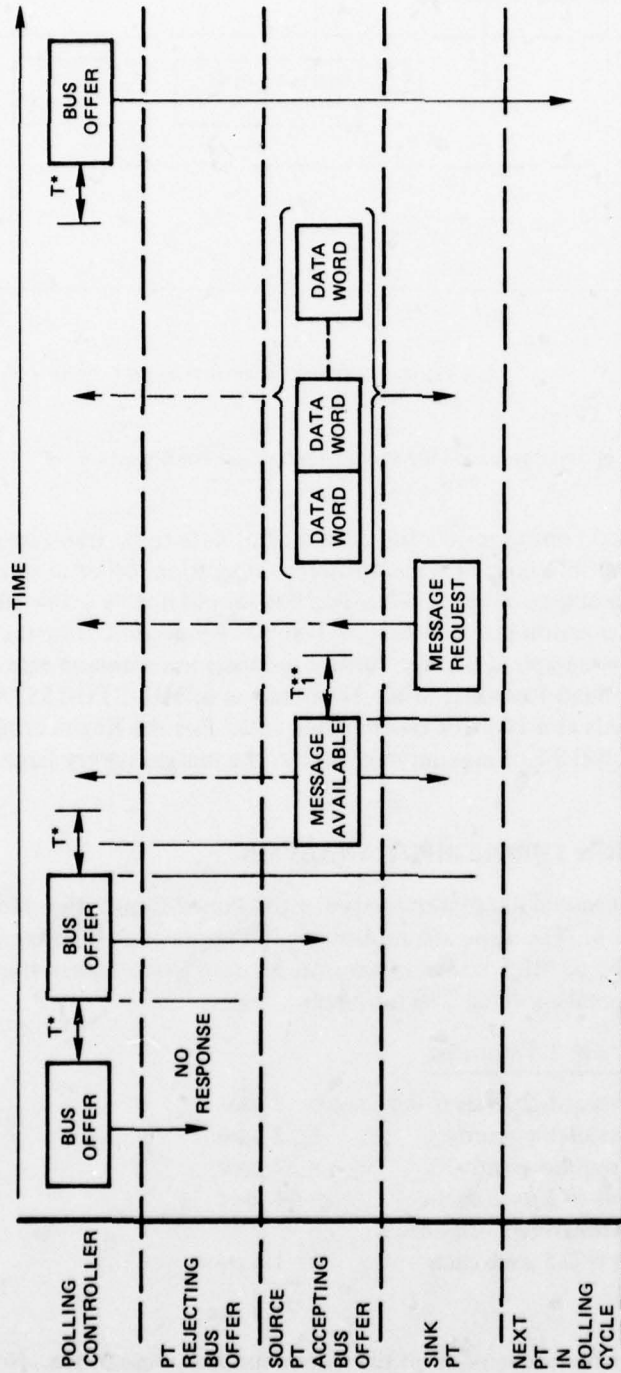 TIME
POLLING
CONTROLLER
BUS
OFFER
T*
BUS
OFFER
T*
T*
BUS
OFFER
PT
REJECTING
BUS
OFFER
NO
RESPONSE
SOURCE
PT
ACCEPTING
BUS
OFFER
MESSAGE
AVAILABLE
T₁**
DATA
WORD
DATA
WORD
DATA
WORD
SINK
PT
MESSAGE
REQUEST
NEXT
PT
IN
POLLING
CYCLE